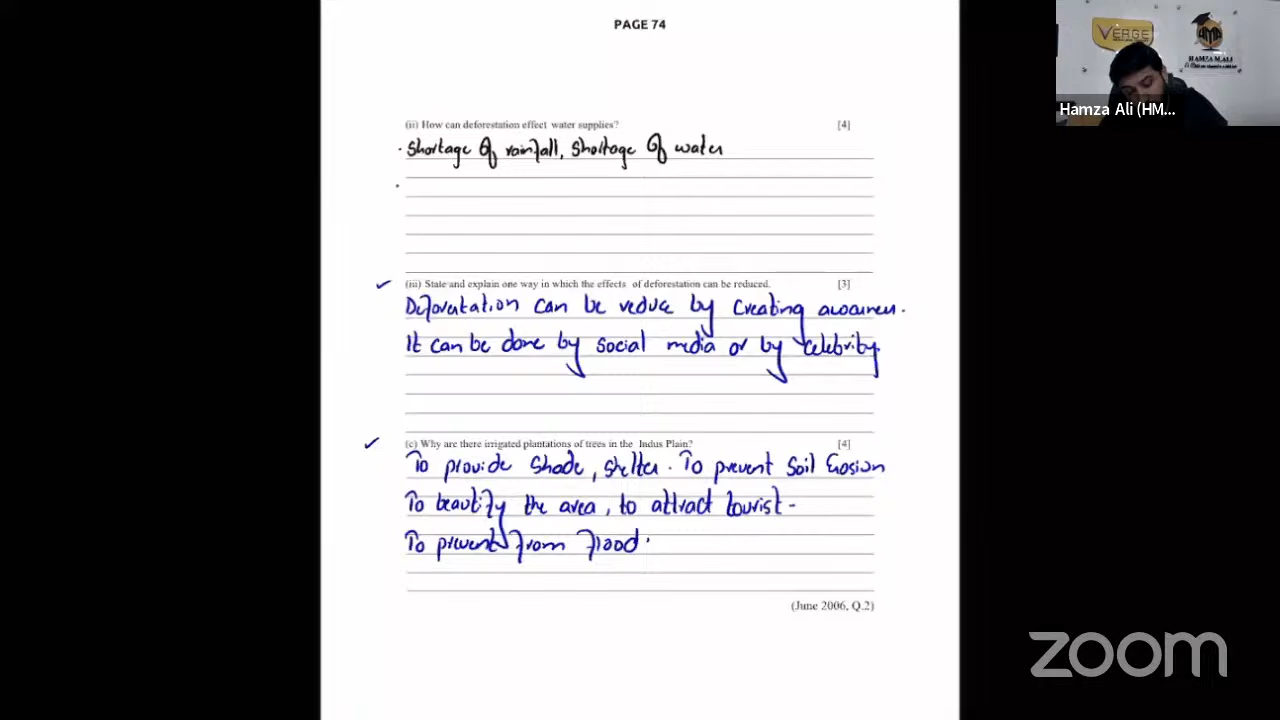 PAGE 74
VERGE
HMA
HAMZA M.ALI
Hamza Ali (HM...
(ii) How can deforestation effect water supplies? [4]
· Shortage of rainfall, Shortage of water
(iii) State and explain one way in which the effects of deforestation can be reduced. [3]
Deforestation can be reduce by creating awareness.
It can be done by social media or by celebrity.
(c) Why are there irrigated plantations of trees in the Indus Plain? [4]
To provide shade, shelter. To prevent soil Erosion
To beautify the area, to attract tourist -
To prevent from flood.
(June 2006, Q.2)
zoom